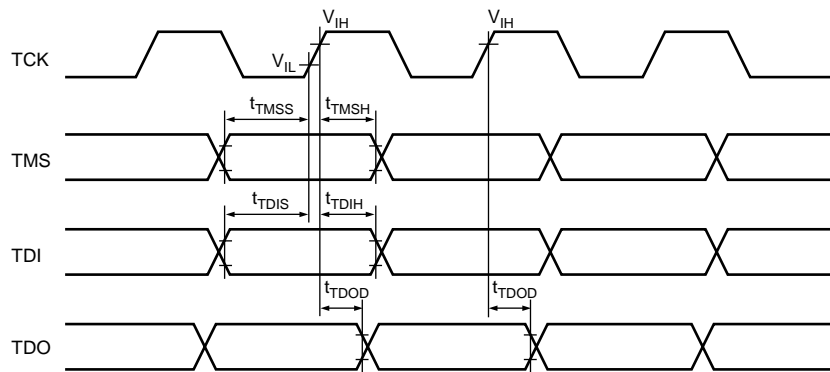 V_IH V_IH
TCK V_IL
t_TMSS t_TMSH
TMS
t_TDIS t_TDIH
TDI
t_TDOD t_TDOD
TDO